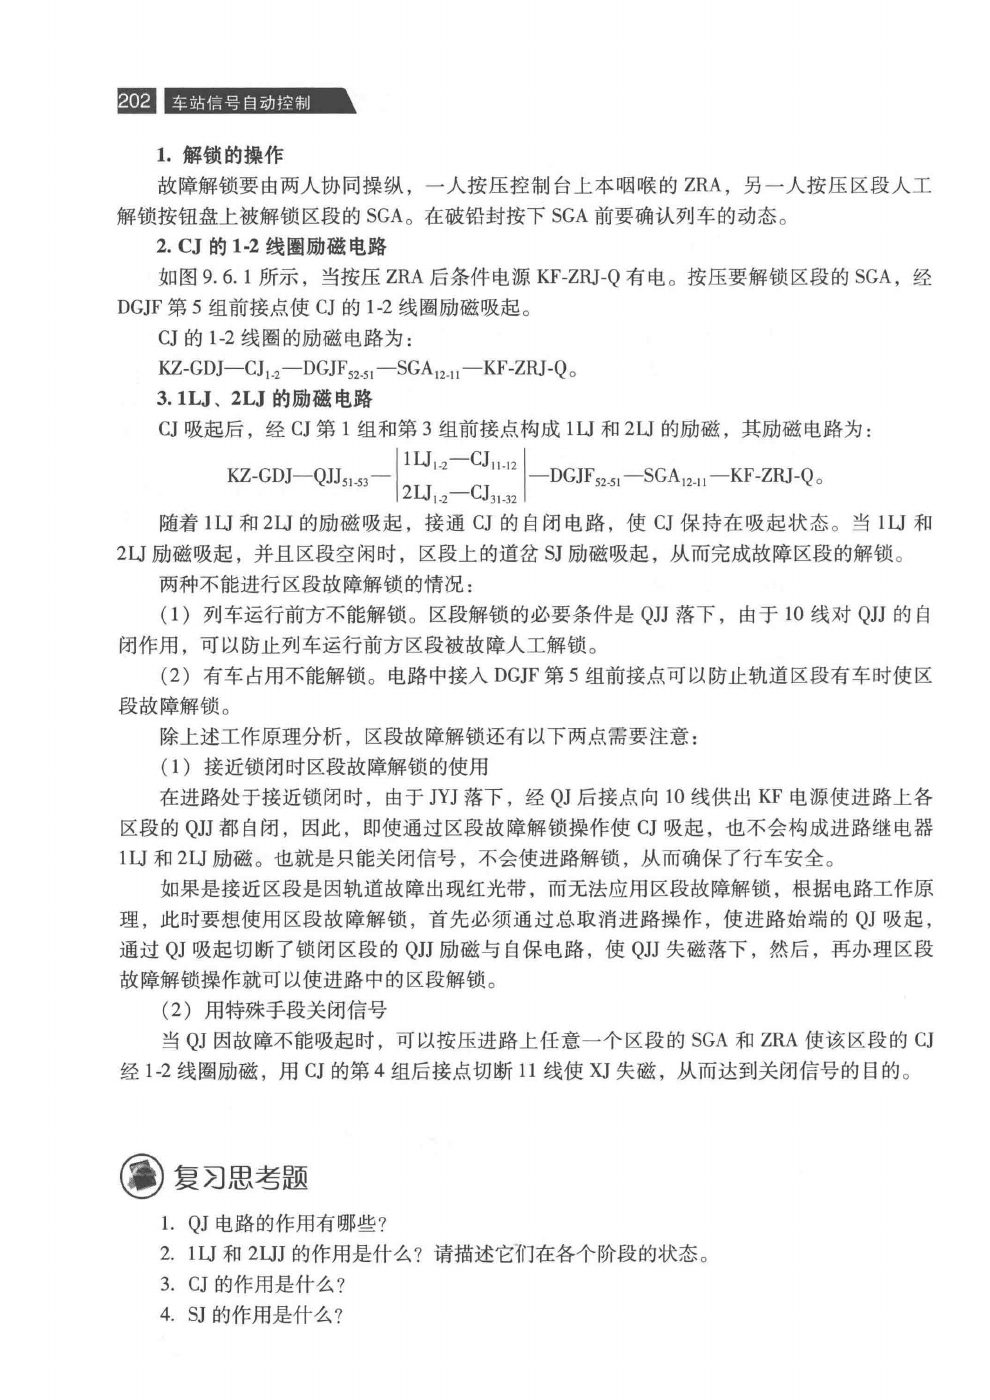 202 车站信号自动控制
1. 解锁的操作
故障解锁要由两人协同操纵，一人按压控制台上本咽喉的 ZRA，另一人按压区段人工
解锁按钮盘上被解锁区段的 SGA。在破铅封按下 SGA 前要确认列车的动态。
2. CJ 的 1-2 线圈励磁电路
如图 9.6.1 所示，当按压 ZRA 后条件电源 KF-ZRJ-Q 有电。按压要解锁区段的 SGA，经
DGJF 第 5 组前接点使 CJ 的 1-2 线圈励磁吸起。
CJ 的 1-2 线圈的励磁电路为：
KZ-GDJ—CJ1-2—DGJF52-51—SGA12-11—KF-ZRJ-Q。
3. 1LJ、2LJ 的励磁电路
CJ 吸起后，经 CJ 第 1 组和第 3 组前接点构成 1LJ 和 2LJ 的励磁，其励磁电路为：
1LJ1-2—CJ11-12
KZ-GDJ—QJJ51-53— —DGJF52-51—SGA12-11—KF-ZRJ-Q。
2LJ1-2—CJ31-32
随着 1LJ 和 2LJ 的励磁吸起，接通 CJ 的自闭电路，使 CJ 保持在吸起状态。当 1LJ 和
2LJ 励磁吸起，并且区段空闲时，区段上的道岔 SJ 励磁吸起，从而完成故障区段的解锁。
两种不能进行区段故障解锁的情况：
（1）列车运行前方不能解锁。区段解锁的必要条件是 QJJ 落下，由于 10 线对 QJJ 的自
闭作用，可以防止列车运行前方区段被故障人工解锁。
（2）有车占用不能解锁。电路中接入 DGJF 第 5 组前接点可以防止轨道区段有车时使区
段故障解锁。
除上述工作原理分析，区段故障解锁还有以下两点需要注意：
（1）接近锁闭时区段故障解锁的使用
在进路处于接近锁闭时，由于 JYJ 落下，经 QJ 后接点向 10 线供出 KF 电源使进路上各
区段的 QJJ 都自闭，因此，即使通过区段故障解锁操作使 CJ 吸起，也不会构成进路继电器
1LJ 和 2LJ 励磁。也就是只能关闭信号，不会使进路解锁，从而确保了行车安全。
如果是接近区段是因轨道故障出现红光带，而无法应用区段故障解锁，根据电路工作原
理，此时要想使用区段故障解锁，首先必须通过总取消进路操作，使进路始端的 QJ 吸起，
通过 QJ 吸起切断了锁闭区段的 QJJ 励磁与自保电路，使 QJJ 失磁落下，然后，再办理区段
故障解锁操作就可以使进路中的区段解锁。
（2）用特殊手段关闭信号
当 QJ 因故障不能吸起时，可以按压进路上任意一个区段的 SGA 和 ZRA 使该区段的 CJ
经 1-2 线圈励磁，用 CJ 的第 4 组后接点切断 11 线使 XJ 失磁，从而达到关闭信号的目的。
复习思考题
1. QJ 电路的作用有哪些？
2. 1LJ 和 2LJJ 的作用是什么？请描述它们在各个阶段的状态。
3. CJ 的作用是什么？
4. SJ 的作用是什么？